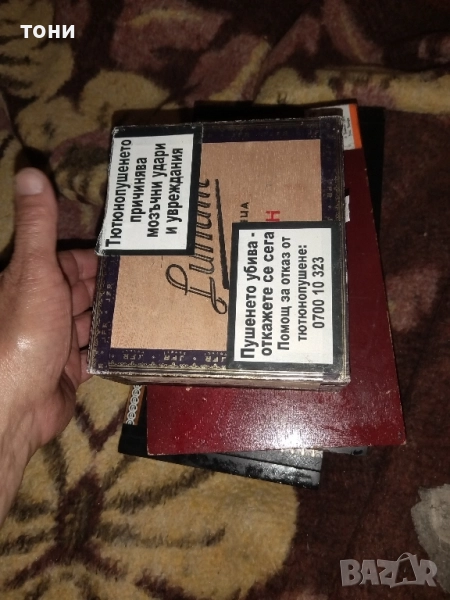 тони
Тютюнопушенето
причинява
мозъчни удари
и увреждания
Пушенето убива -
откажете се сега
Помощ за отказ от
тютюнопушене:
0700 10 323
BAZAR